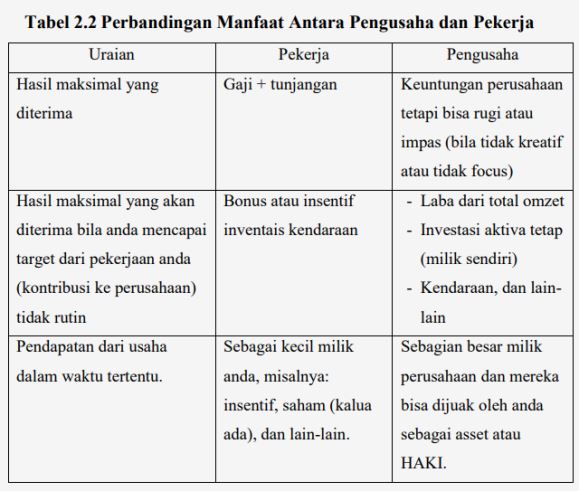 Tabel 2.2 Perbandingan Manfaat Antara Pengusaha dan Pekerja
Uraian
Pekerja
Pengusaha
Hasil maksimal yang
diterima
Gaji + tunjangan
Keuntungan perusahaan
tetapi bisa rugi atau
impas (bila tidak kreatif
atau tidak focus)
Hasil maksimal yang akan
diterima bila anda mencapai
target dari pekerjaan anda
(kontribusi ke perusahaan)
tidak rutin
Bonus atau insentif
inventais kendaraan
- Laba dari total omzet
- Investasi aktiva tetap
(milik sendiri)
- Kendaraan, dan lain-
lain
Pendapatan dari usaha
dalam waktu tertentu.
Sebagai kecil milik
anda, misalnya:
insentif, saham (kalua
ada), dan lain-lain.
Sebagian besar milik
perusahaan dan mereka
bisa dijuak oleh anda
sebagai asset atau
HAKI.